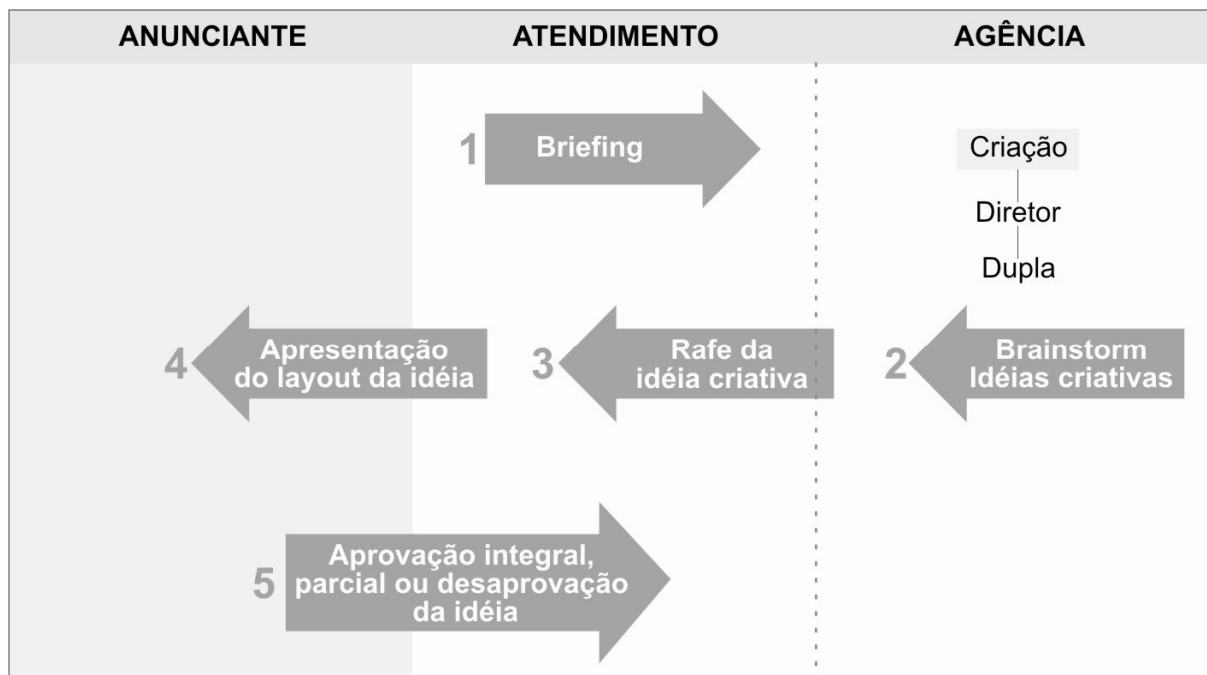 ANUNCIANTE ATENDIMENTO AGÊNCIA
1 Briefing
Criação
Diretor
Dupla
4 Apresentação
do layout da idéia
3 Rafe da
idéia criativa
2 Brainstorm
Idéias criativas
5 Aprovação integral,
parcial ou desaprovação
da idéia